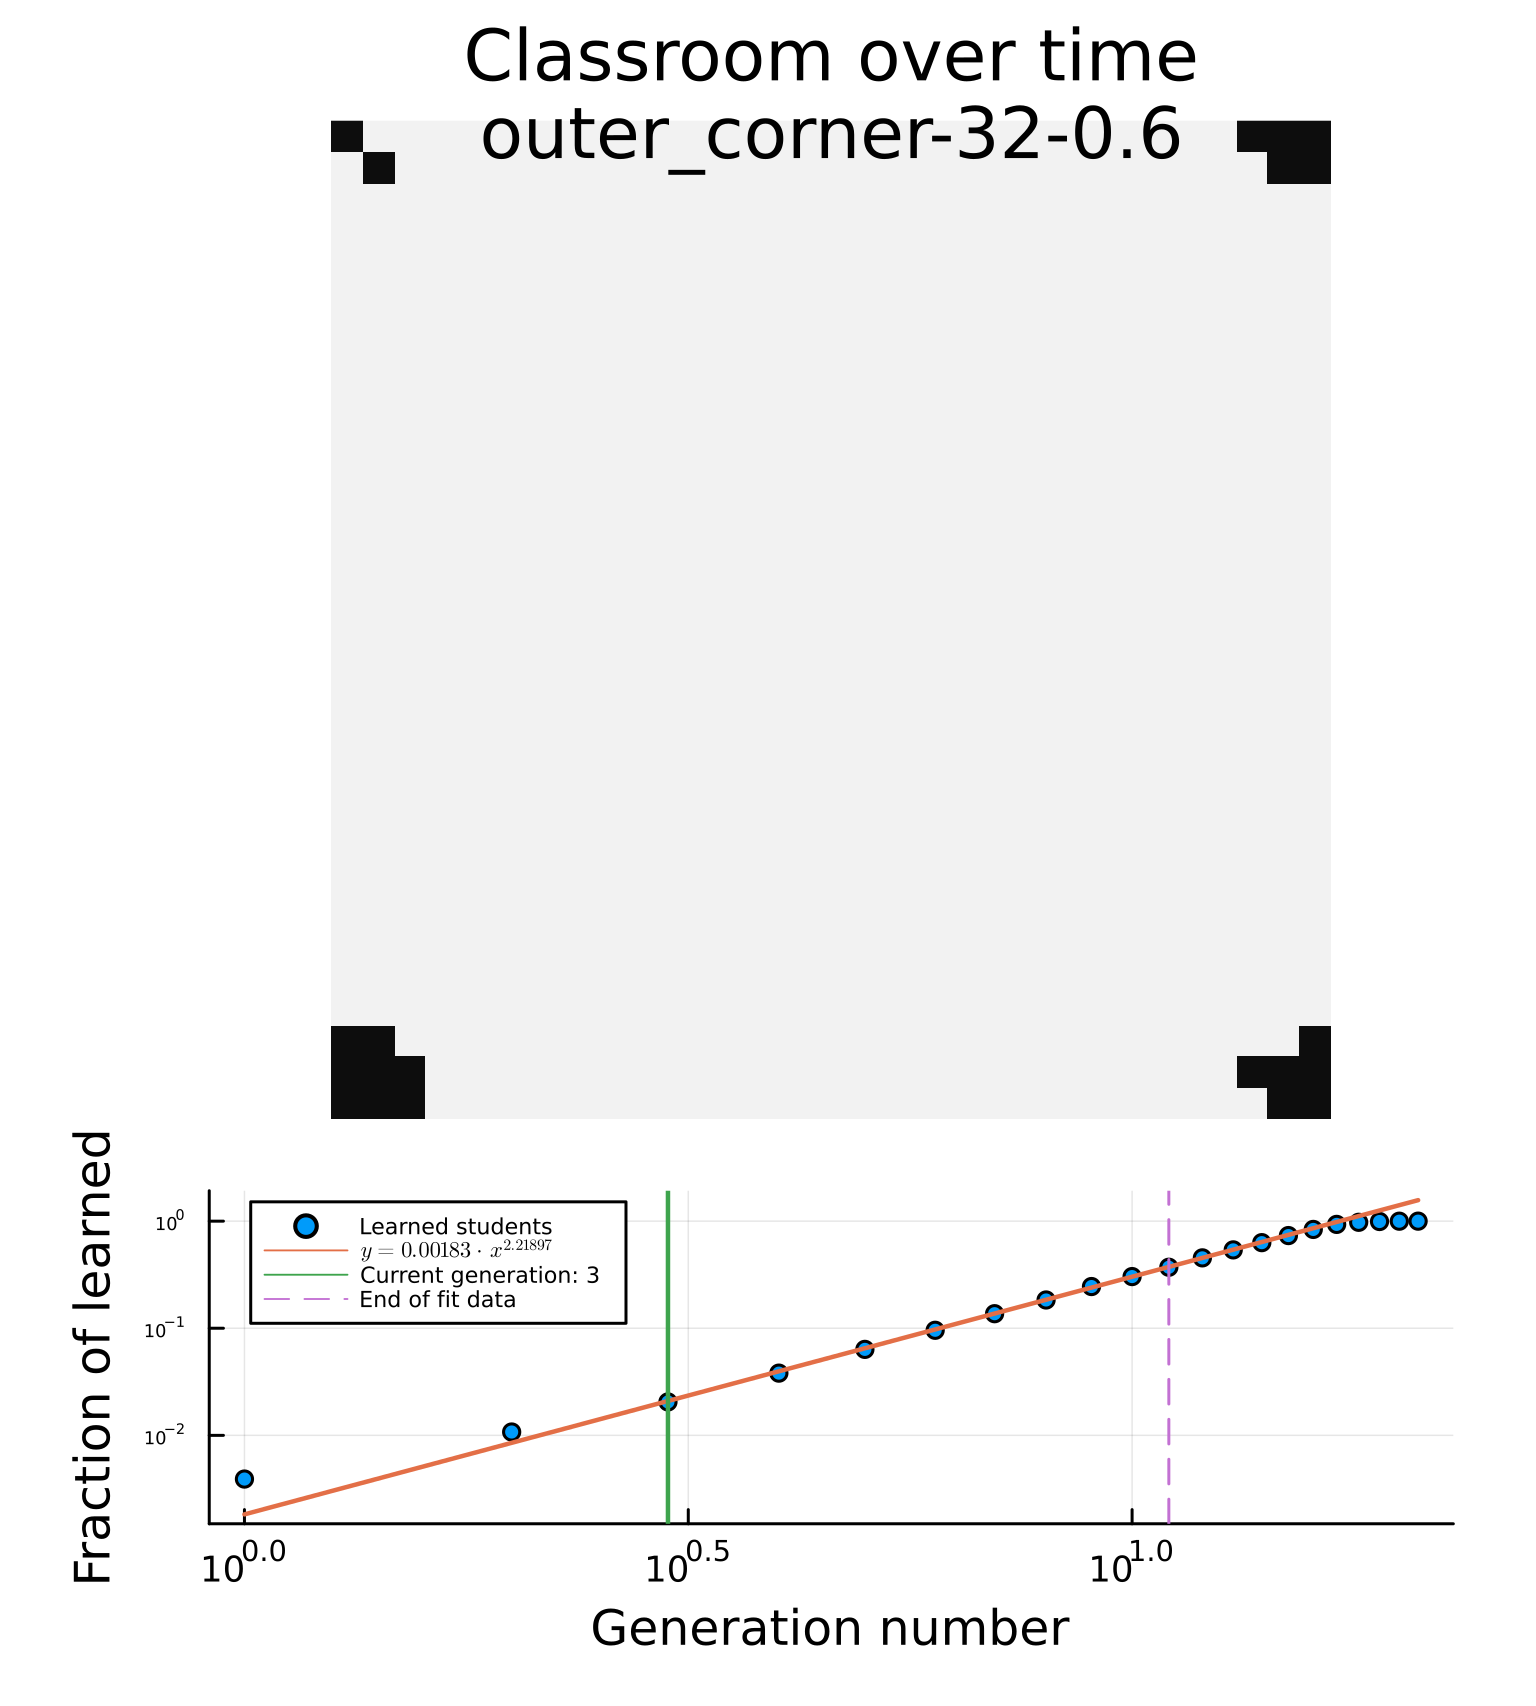 Classroom over time
outer_corner-32-0.6
Fraction of learned
10^0
10^-1
10^-2
Learned students
y = 0.00183 · x^2.21897
Current generation: 3
End of fit data
10^0.0
10^0.5
10^1.0
Generation number